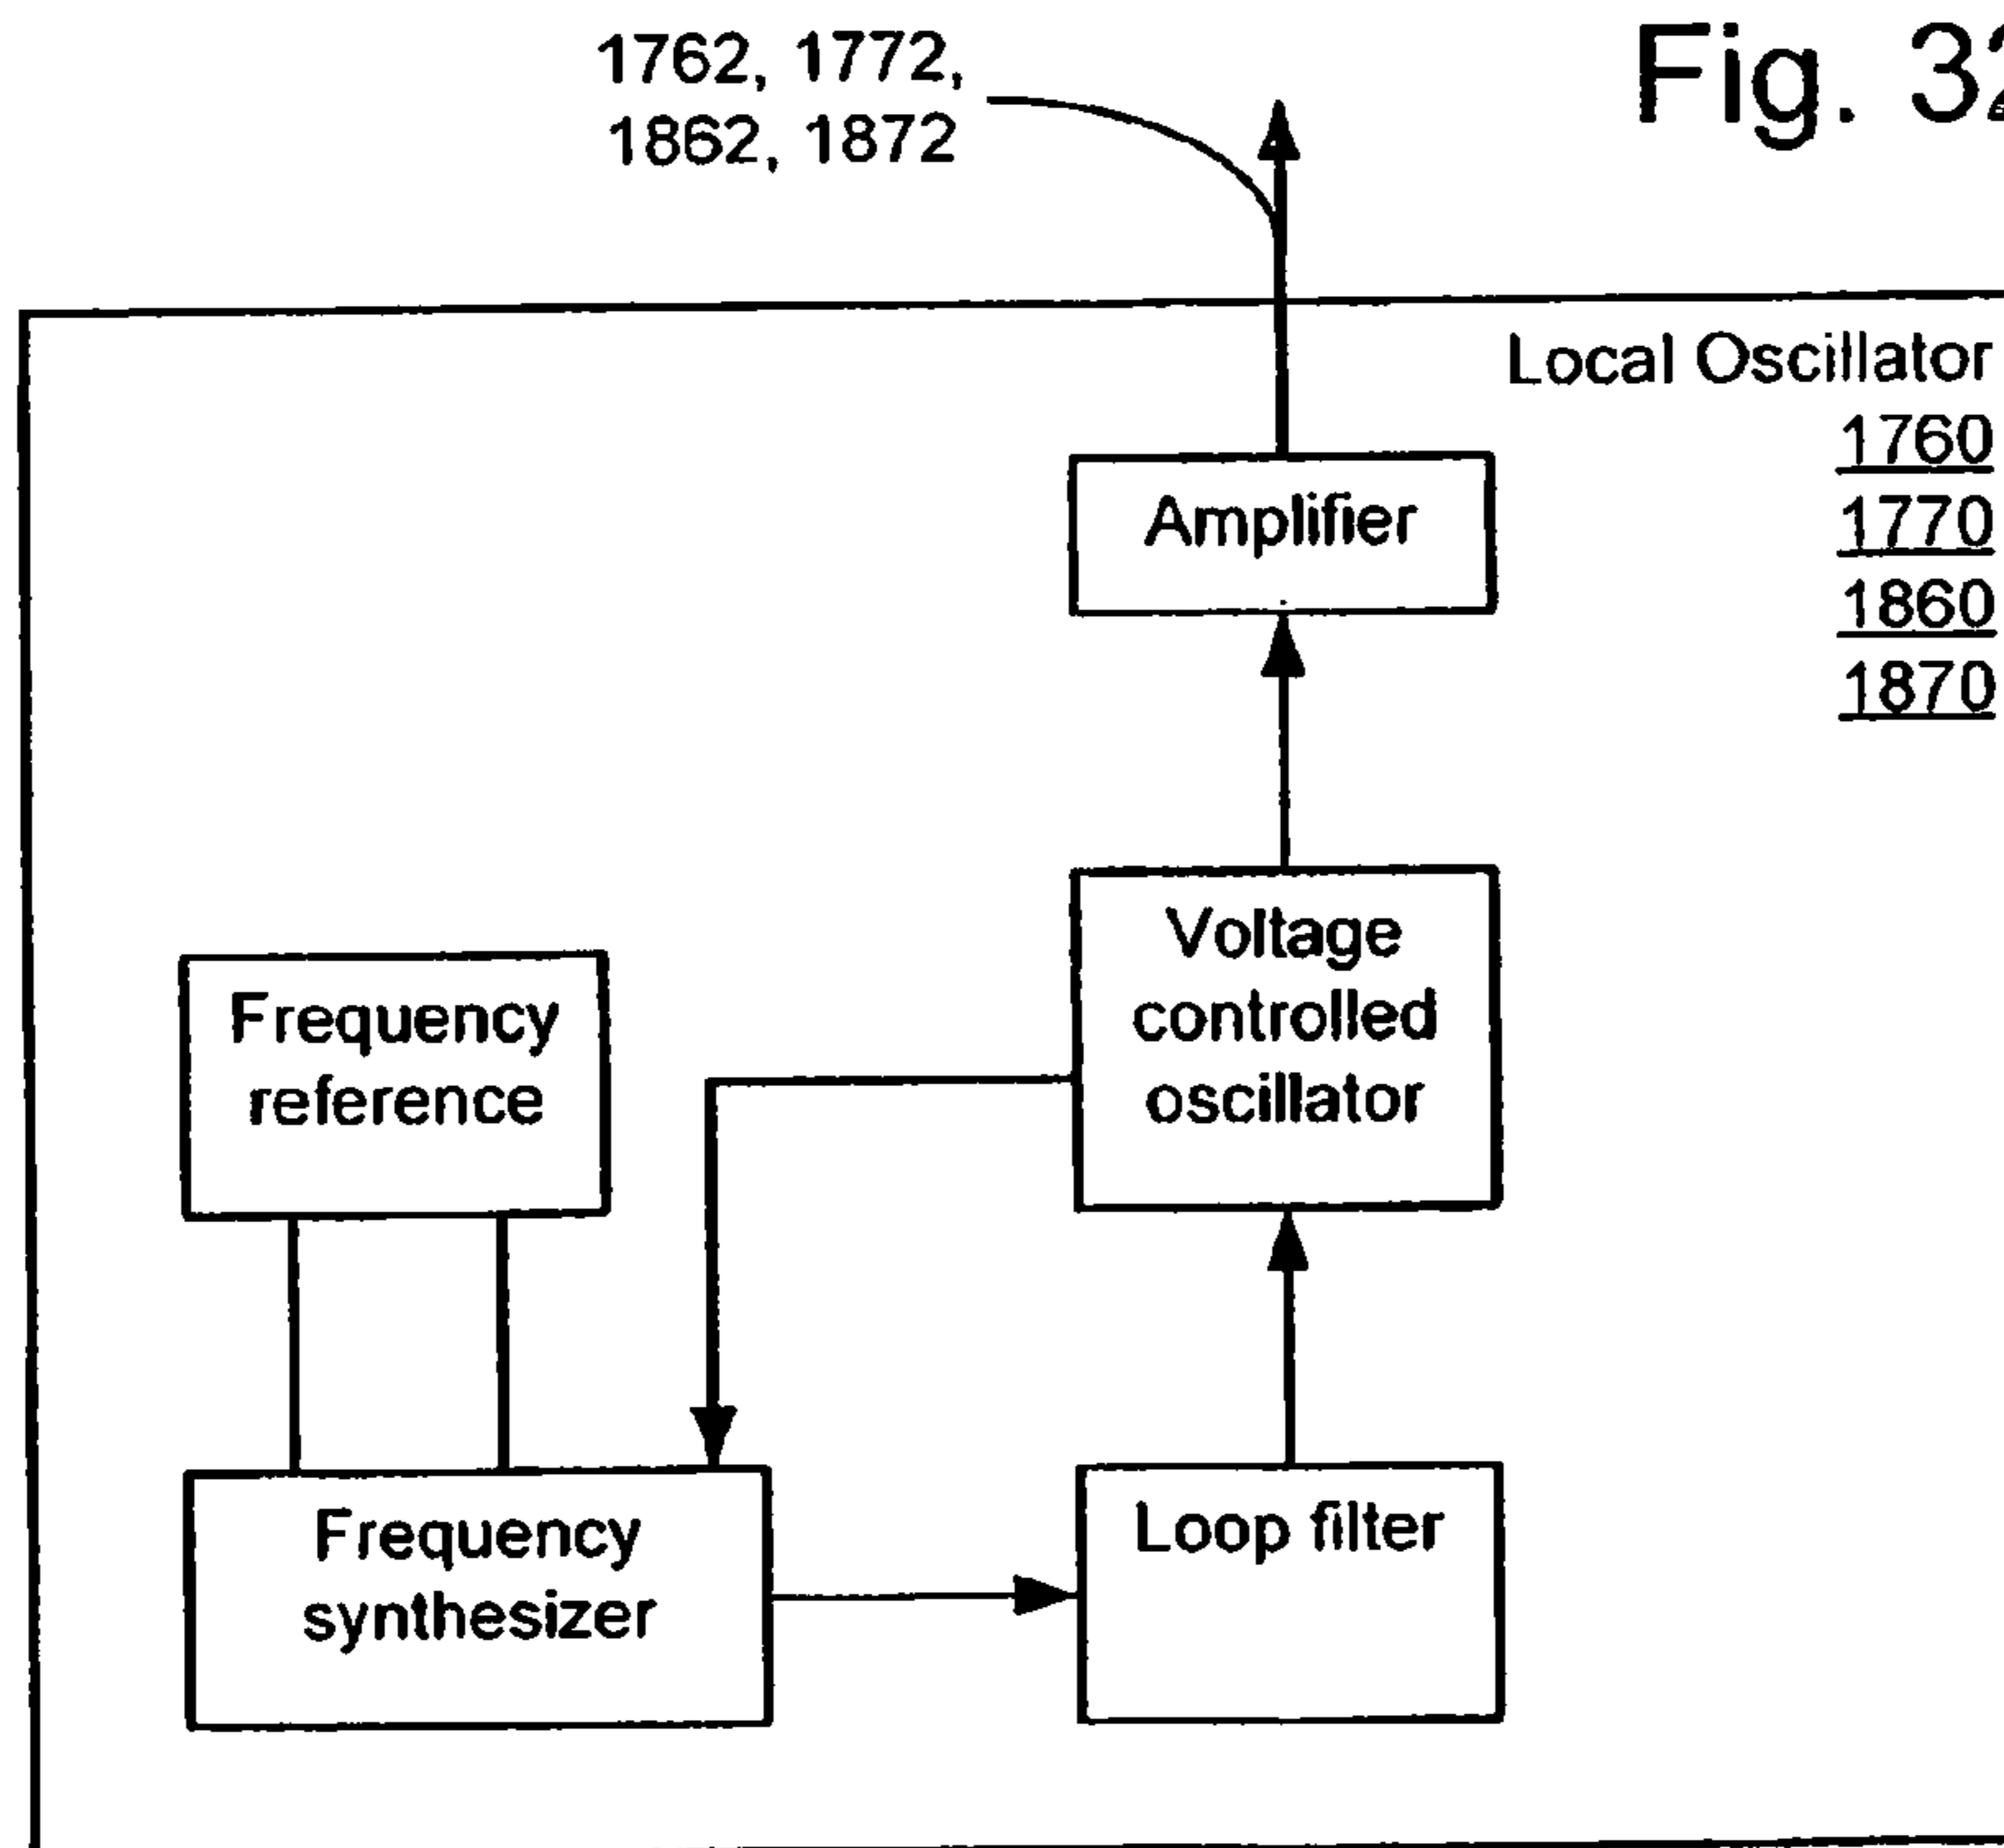 1762, 1772,
1862, 1872
Fig. 32
Local Oscillator
1760
1770
1860
1870
Amplifier
Voltage
controlled
oscillator
Frequency
reference
Frequency
synthesizer
Loop filter